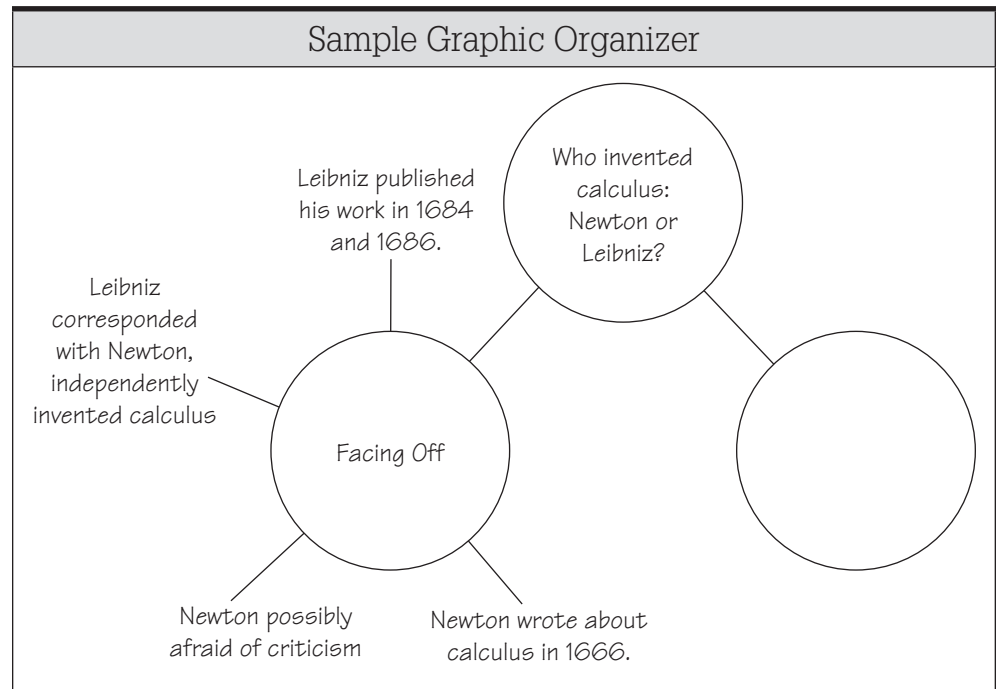 Sample Graphic Organizer
Who invented
calculus:
Newton or
Leibniz?
Leibniz published
his work in 1684
and 1686.
Leibniz
corresponded
with Newton,
independently
invented calculus
Facing Off
Newton possibly
afraid of criticism
Newton wrote about
calculus in 1666.